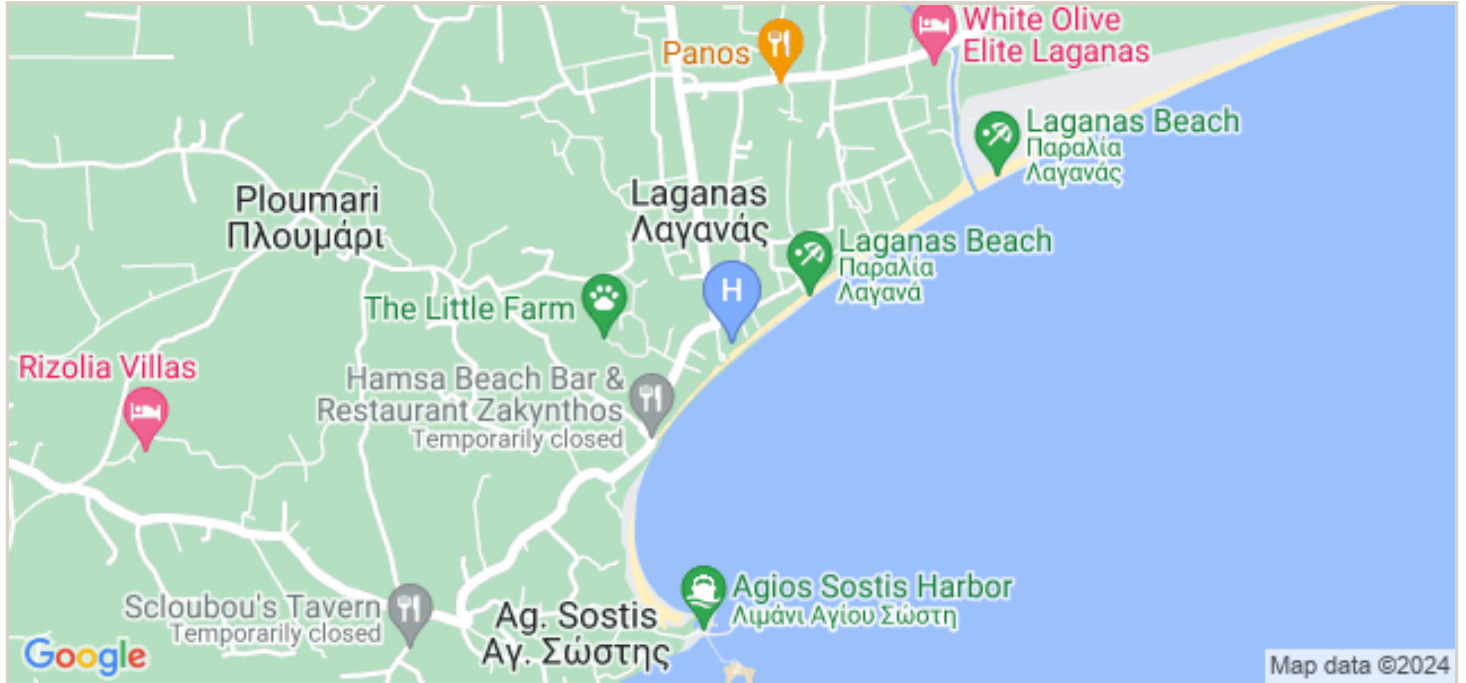 White Olive
Elite Laganas
Panos
Laganas Beach
Παραλία
Λαγανάς
Ploumari
Πλουμάρι
Laganas
Λαγανάς
Laganas Beach
Παραλία
Λαγανά
H
The Little Farm
Rizolia Villas
Hamsa Beach Bar &
Restaurant Zakynthos
Temporarily closed
Agios Sostis Harbor
Λιμάνι Αγίου Σώστη
Scloubou's Tavern
Temporarily closed
Ag. Sostis
Αγ. Σώστης
Google
Map data ©2024